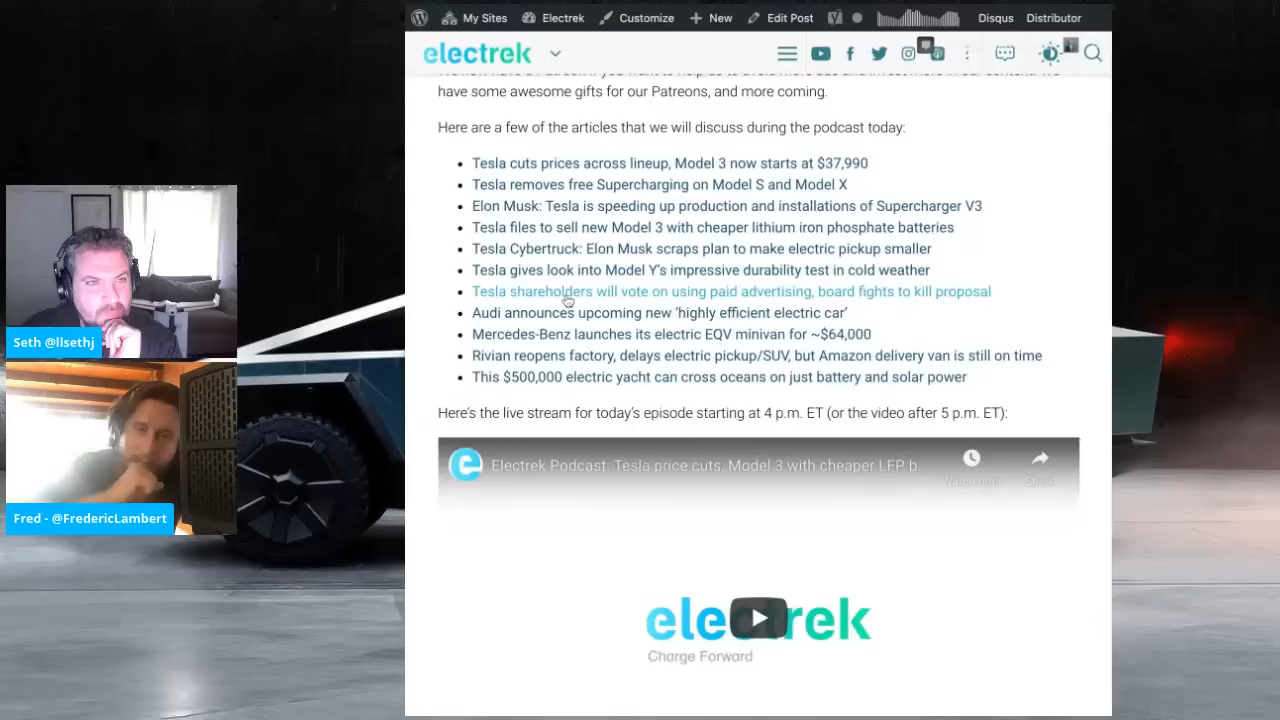 My Sites Electrek Customize New Edit Post Disqus Distributor
electrek
have some awesome gifts for our Patreons, and more coming.
Here are a few of the articles that we will discuss during the podcast today:
Tesla cuts prices across lineup, Model 3 now starts at $37,990
Tesla removes free Supercharging on Model S and Model X
Elon Musk: Tesla is speeding up production and installations of Supercharger V3
Tesla files to sell new Model 3 with cheaper lithium iron phosphate batteries
Tesla Cybertruck: Elon Musk scraps plan to make electric pickup smaller
Tesla gives look into Model Y's impressive durability test in cold weather
Tesla shareholders will vote on using paid advertising, board fights to kill proposal
Audi announces upcoming new ‘highly efficient electric car’
Mercedes-Benz launches its electric EQV minivan for ~$64,000
Rivian reopens factory, delays electric pickup/SUV, but Amazon delivery van is still on time
This $500,000 electric yacht can cross oceans on just battery and solar power
Here's the live stream for today's episode starting at 4 p.m. ET (or the video after 5 p.m. ET):
Electrek Podcast: Tesla price cuts, Model 3 with cheaper LFP b
Watch later Share
electrek
Charge Forward
Seth @llsethj
Fred - @FredericLambert